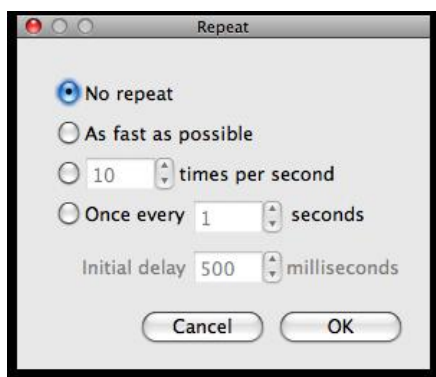 Repeat
No repeat
As fast as possible
10 times per second
Once every 1 seconds
Initial delay 500 milliseconds
Cancel OK